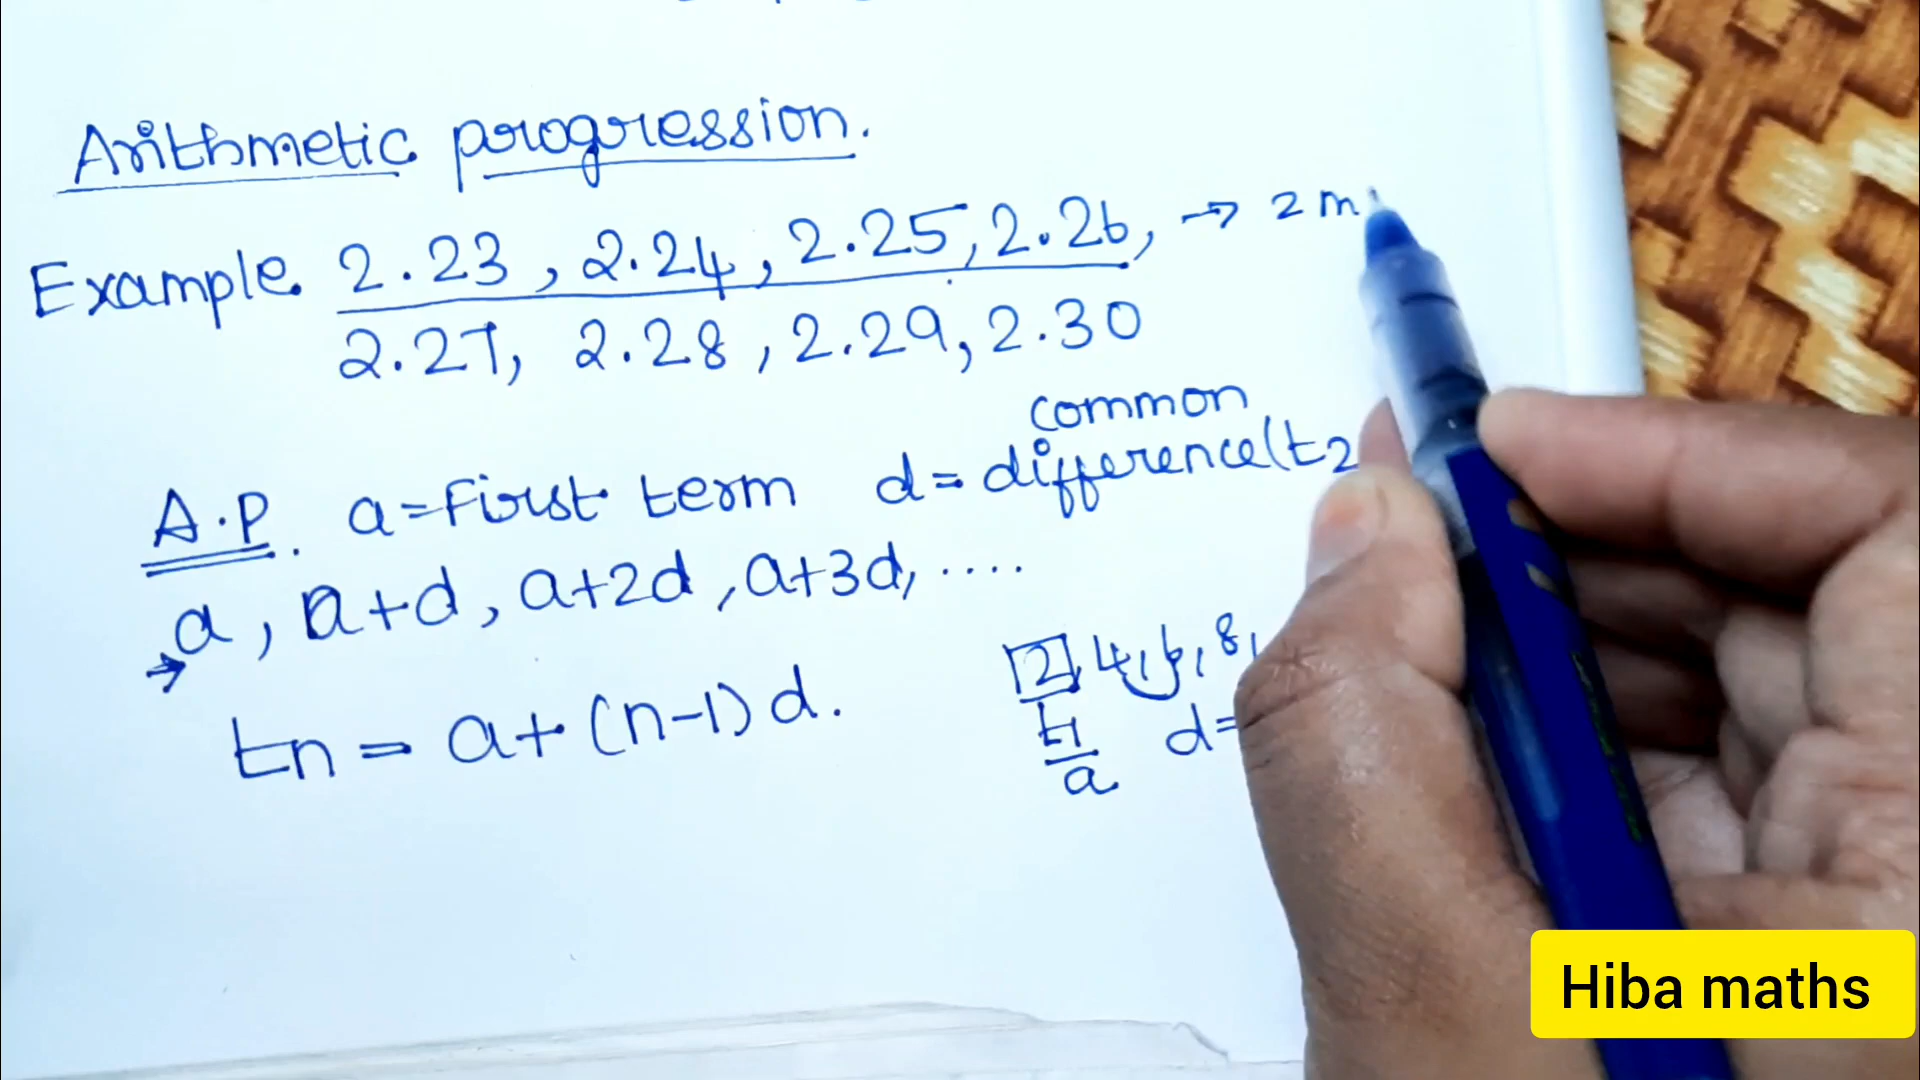 Arithmetic progression.
Example. 2.23, 2.24, 2.25, 2.26, → 2 m
2.27, 2.28, 2.29, 2.30
common
A.P. a=First term d= difference(t2
a, a+d, a+2d, a+3d, ....
2, 4, 6, 8,
tn = a+(n-1)d.
t1 d=
a
Hiba maths